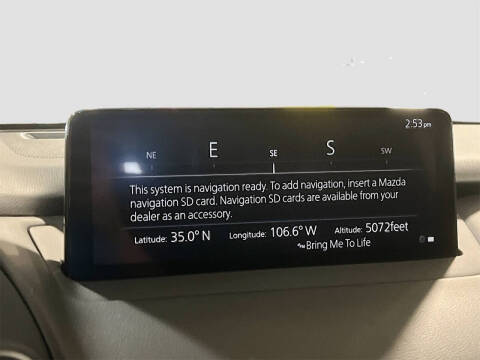 2:53 pm
NE E SE S SW
This system is navigation ready. To add navigation, insert a Mazda
navigation SD card. Navigation SD cards are available from your
dealer as an accessory.
Latitude: 35.0° N Longitude: 106.6° W Altitude: 5072feet
Bring Me To Life